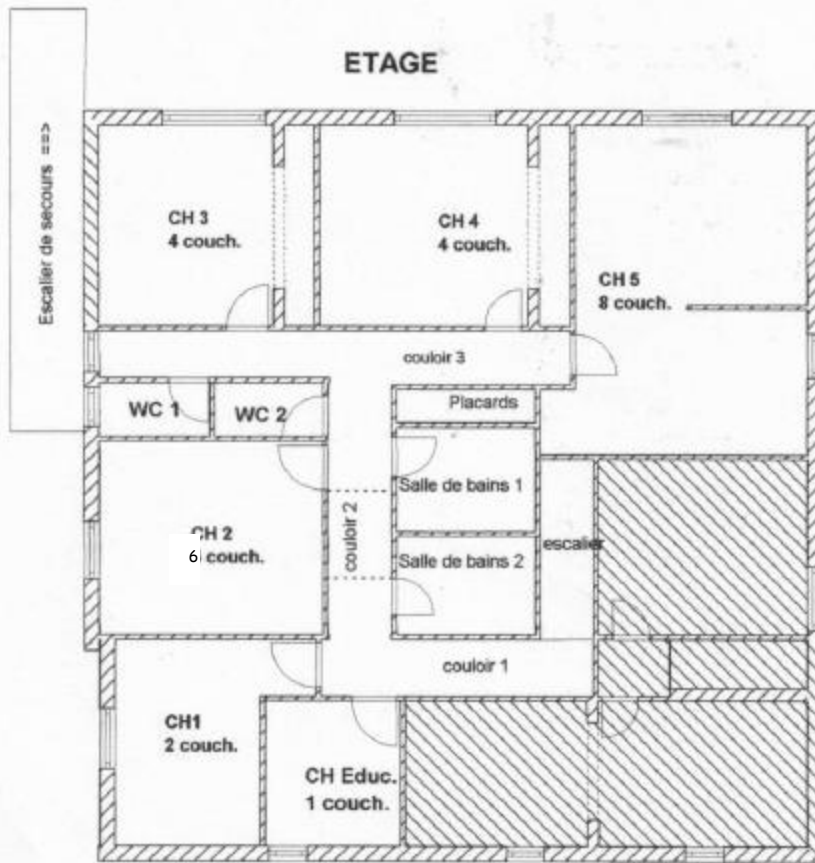 ETAGE
Escalier de secours ==>
CH 3
4 couch.
CH 4
4 couch.
CH 5
8 couch.
couloir 3
WC 1
WC 2
Placards
Salle de bains 1
CH 2
6 couch.
couloir 2
escalier
Salle de bains 2
couloir 1
CH1
2 couch.
CH Educ.
1 couch.